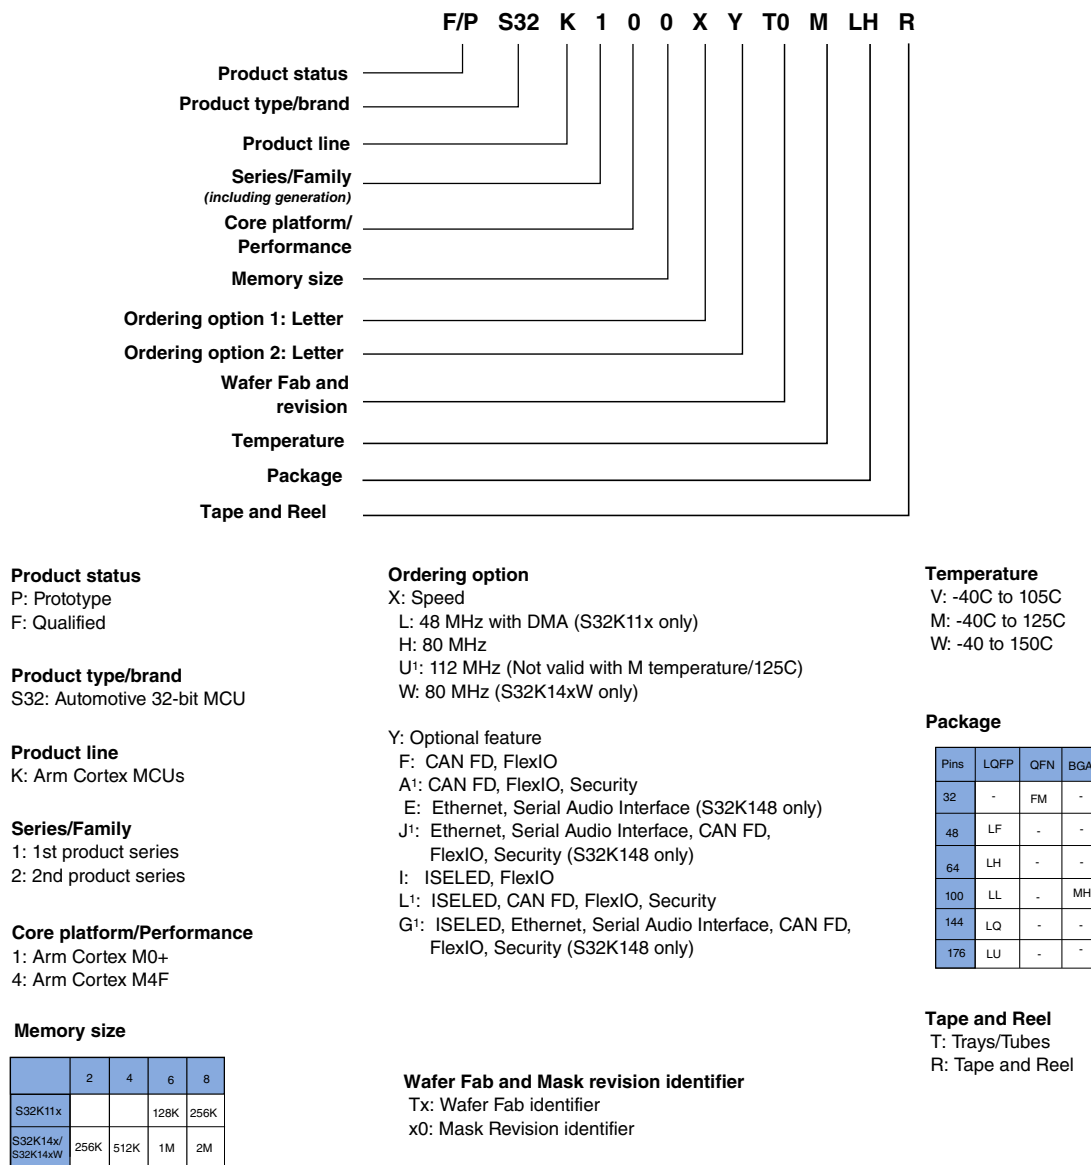 F/P S32 K 1 0 0 X Y T0 M LH R
Product status
Product type/brand
Product line
Series/Family
(including generation)
Core platform/
Performance
Memory size
Ordering option 1: Letter
Ordering option 2: Letter
Wafer Fab and
revision
Temperature
Package
Tape and Reel
Product status
P: Prototype
F: Qualified
Product type/brand
S32: Automotive 32-bit MCU
Product line
K: Arm Cortex MCUs
Series/Family
1: 1st product series
2: 2nd product series
Core platform/Performance
1: Arm Cortex M0+
4: Arm Cortex M4F
Memory size
2 4 6 8
S32K11x 128K 256K
S32K14x/
S32K14xW 256K 512K 1M 2M
Ordering option
X: Speed
L: 48 MHz with DMA (S32K11x only)
H: 80 MHz
U1: 112 MHz (Not valid with M temperature/125C)
W: 80 MHz (S32K14xW only)
Y: Optional feature
F: CAN FD, FlexIO
A1: CAN FD, FlexIO, Security
E: Ethernet, Serial Audio Interface (S32K148 only)
J1: Ethernet, Serial Audio Interface, CAN FD,
FlexIO, Security (S32K148 only)
I: ISELED, FlexIO
L1: ISELED, CAN FD, FlexIO, Security
G1: ISELED, Ethernet, Serial Audio Interface, CAN FD,
FlexIO, Security (S32K148 only)
Wafer Fab and Mask revision identifier
Tx: Wafer Fab identifier
x0: Mask Revision identifier
Temperature
V: -40C to 105C
M: -40C to 125C
W: -40 to 150C
Package
Pins LQFP QFN BGA
32 - FM -
48 LF - -
64 LH - -
100 LL - MH
144 LQ - -
176 LU - -
Tape and Reel
T: Trays/Tubes
R: Tape and Reel